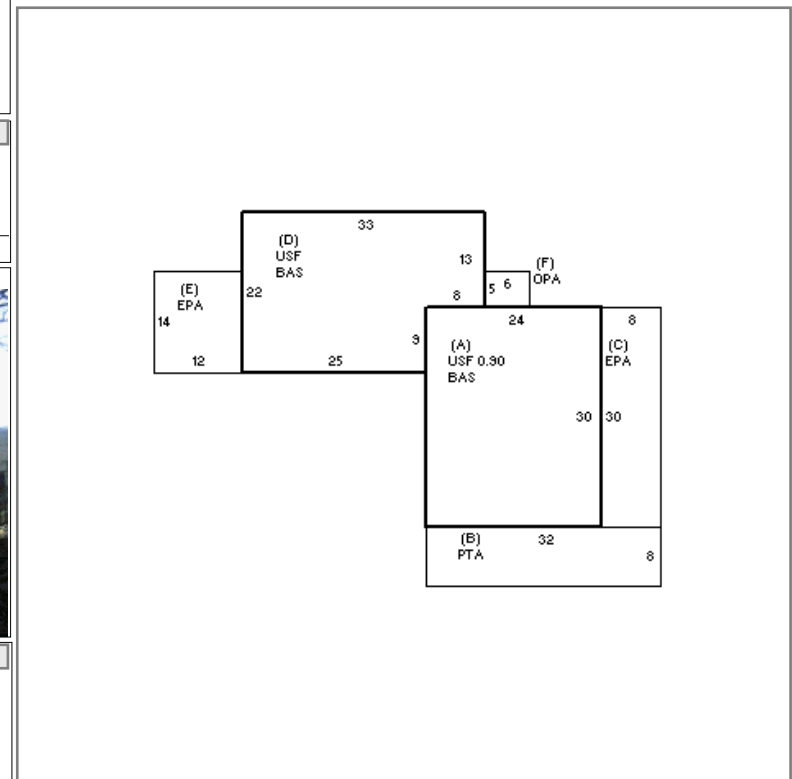 33
(D)
USF
BAS
13
(F)
OPA
5 6
(E)
EPA
22
8
14
24
8
9
(A)
USF 0.90
BAS
(C)
EPA
12
25
30 30
(B)
PTA
32
8